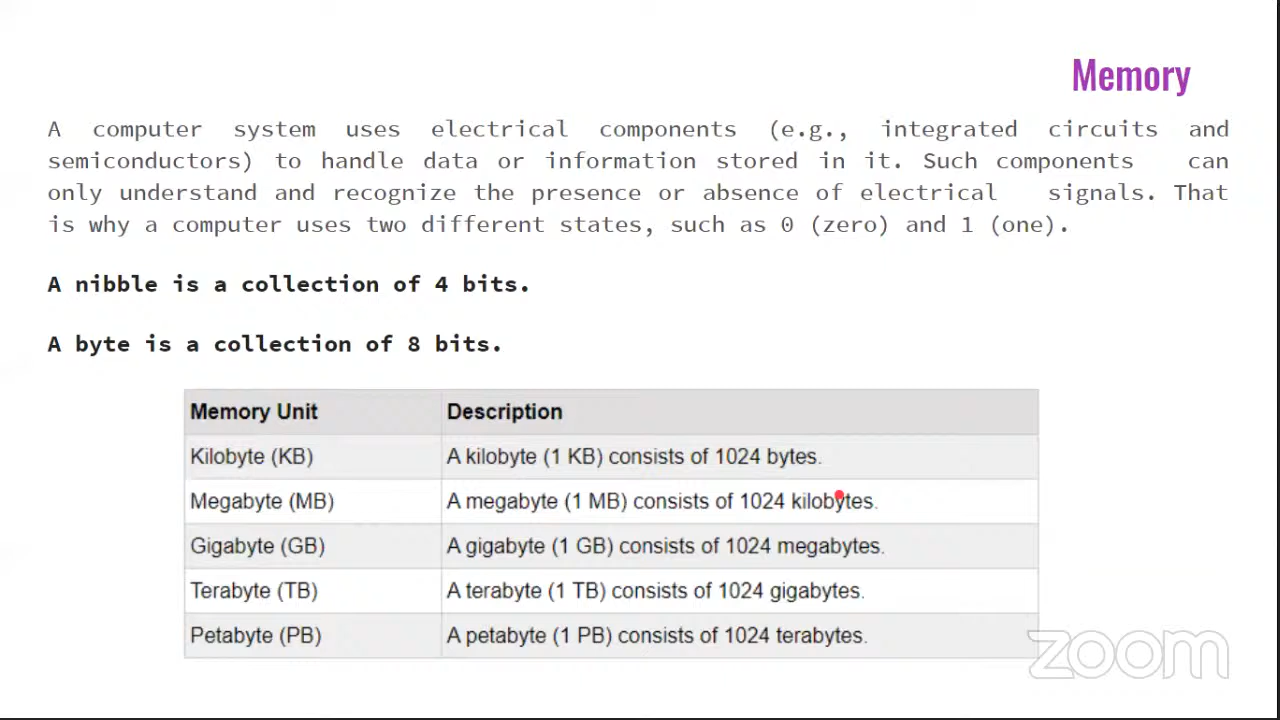 Memory
A computer system uses electrical components (e.g., integrated circuits and
semiconductors) to handle data or information stored in it. Such components can
only understand and recognize the presence or absence of electrical signals. That
is why a computer uses two different states, such as 0 (zero) and 1 (one).
A nibble is a collection of 4 bits.
A byte is a collection of 8 bits.
Memory Unit Description
Kilobyte (KB) A kilobyte (1 KB) consists of 1024 bytes.
Megabyte (MB) A megabyte (1 MB) consists of 1024 kilobytes.
Gigabyte (GB) A gigabyte (1 GB) consists of 1024 megabytes.
Terabyte (TB) A terabyte (1 TB) consists of 1024 gigabytes.
Petabyte (PB) A petabyte (1 PB) consists of 1024 terabytes.
zoom